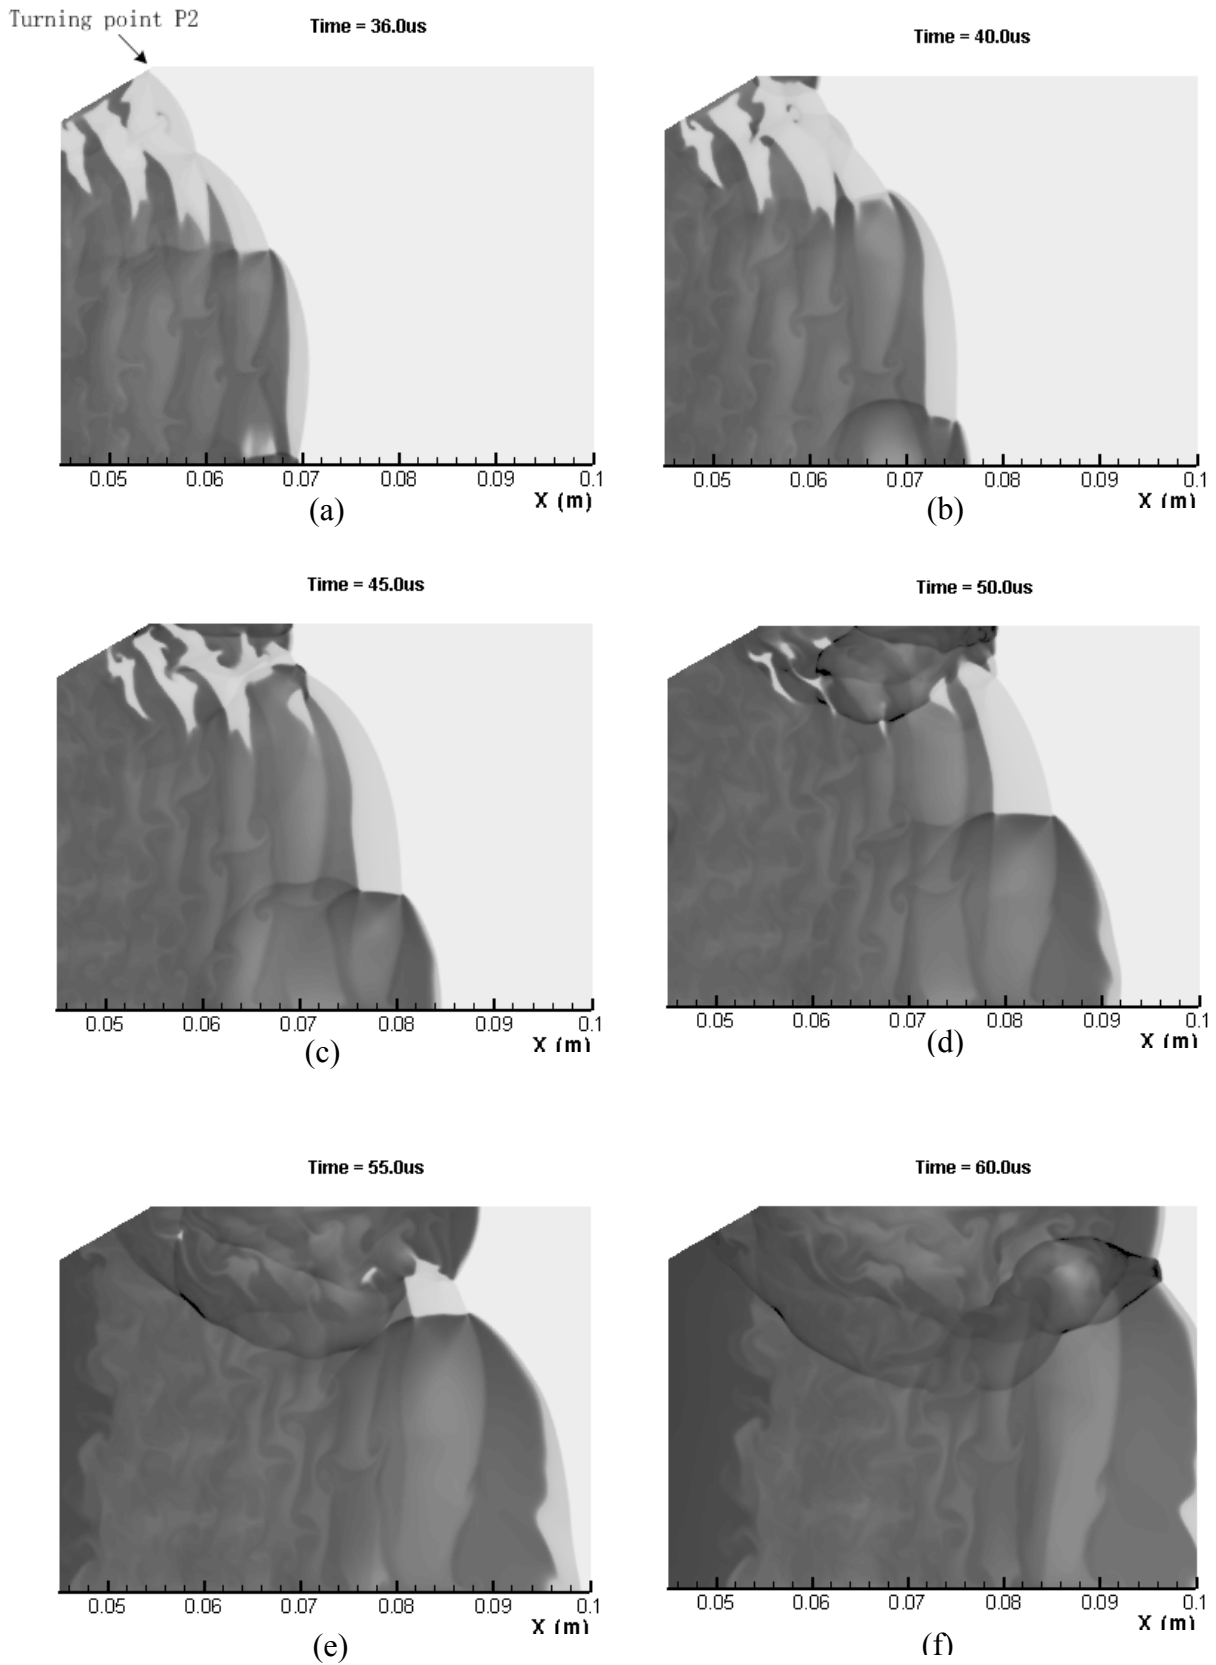 Turning point P2
Time = 36.0us
Time = 40.0us
0.05 0.06 0.07 0.08 0.09 0.1
X (m)
(a)
0.05 0.06 0.07 0.08 0.09 0.1
X (m)
(b)
Time = 45.0us
Time = 50.0us
0.05 0.06 0.07 0.08 0.09 0.1
X (m)
(c)
0.05 0.06 0.07 0.08 0.09 0.1
X (m)
(d)
Time = 55.0us
Time = 60.0us
0.05 0.06 0.07 0.08 0.09 0.1
X (m)
(e)
0.05 0.06 0.07 0.08 0.09 0.1
X (m)
(f)